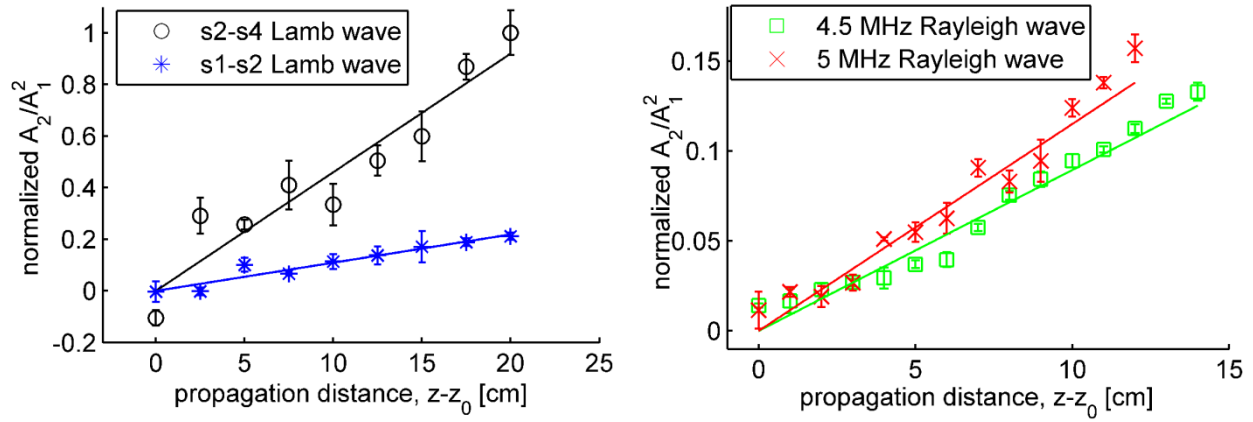 s2-s4 Lamb wave
s1-s2 Lamb wave
normalized A₂/A₁²
1
0.8
0.6
0.4
0.2
0
-0.2
0 5 10 15 20 25
propagation distance, z-z₀ [cm]
4.5 MHz Rayleigh wave
5 MHz Rayleigh wave
normalized A₂/A₁²
0.15
0.1
0.05
0
0 5 10 15
propagation distance, z-z₀ [cm]